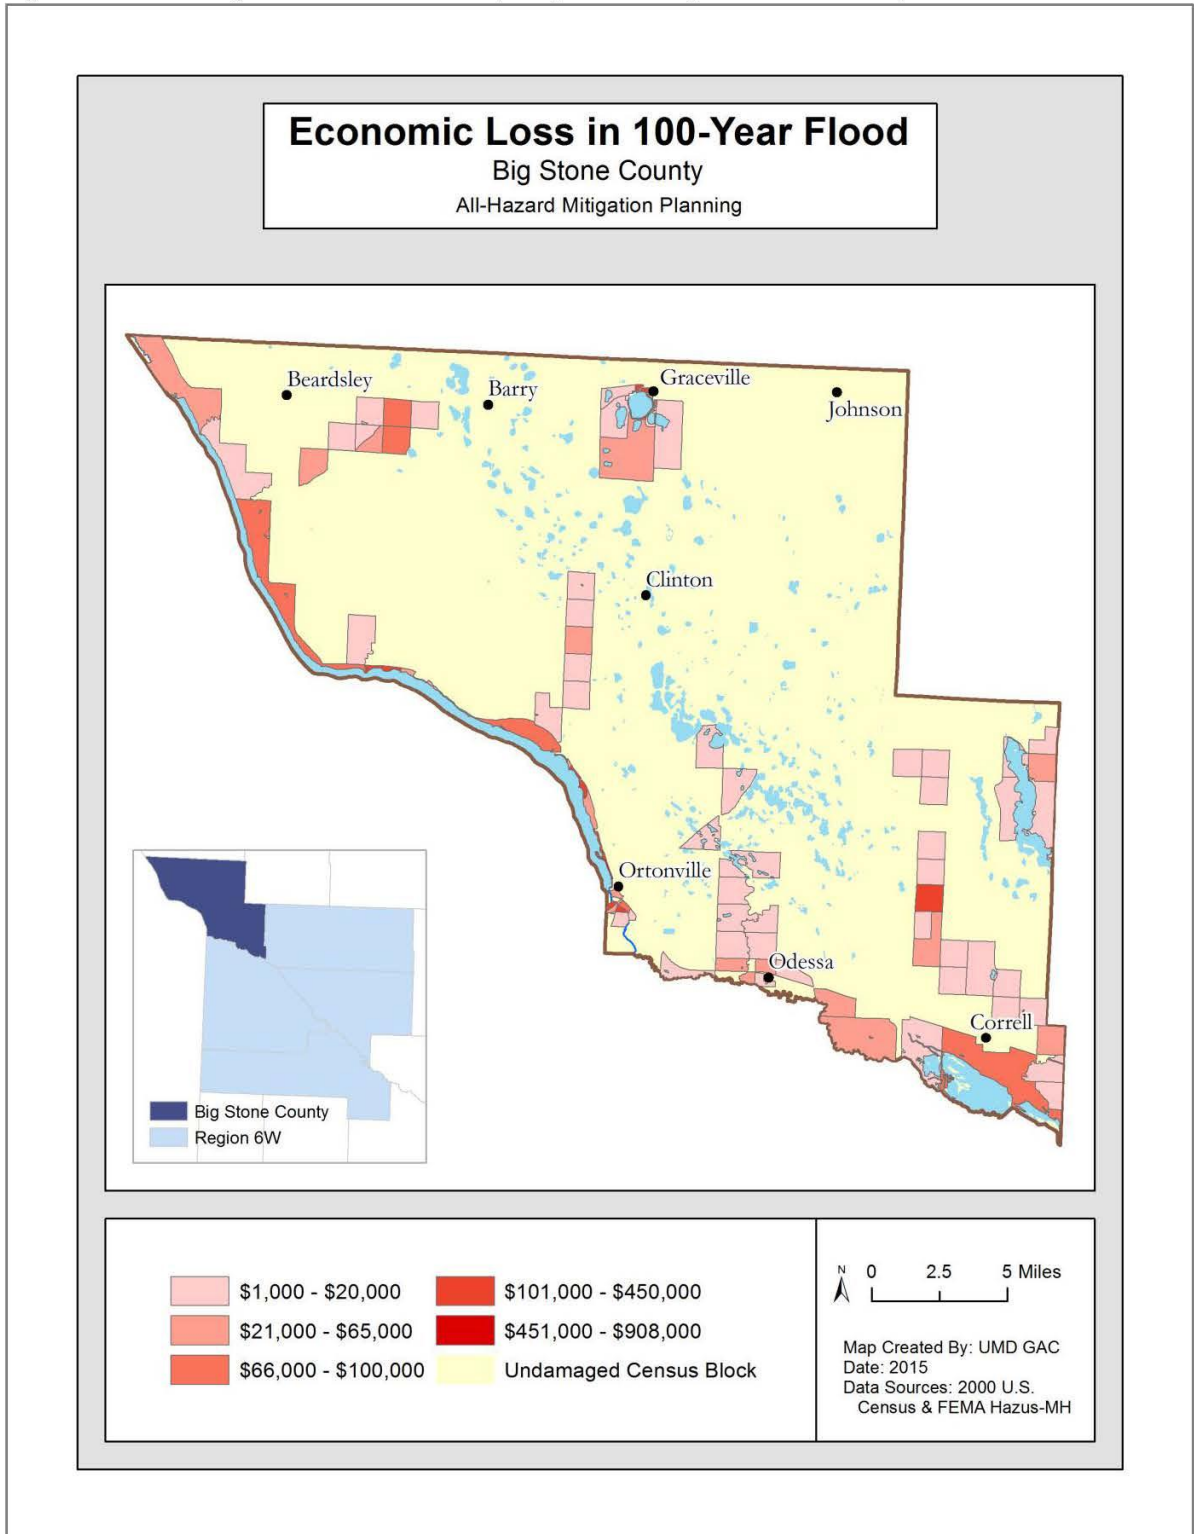 Economic Loss in 100-Year Flood
Big Stone County
All-Hazard Mitigation Planning
Beardsley
Barry
Graceville
Johnson
Clinton
Ortonville
Odessa
Correll
Big Stone County
Region 6W
$1,000 - $20,000
$21,000 - $65,000
$66,000 - $100,000
$101,000 - $450,000
$451,000 - $908,000
Undamaged Census Block
N
0 2.5 5 Miles
Map Created By: UMD GAC
Date: 2015
Data Sources: 2000 U.S.
Census & FEMA Hazus-MH